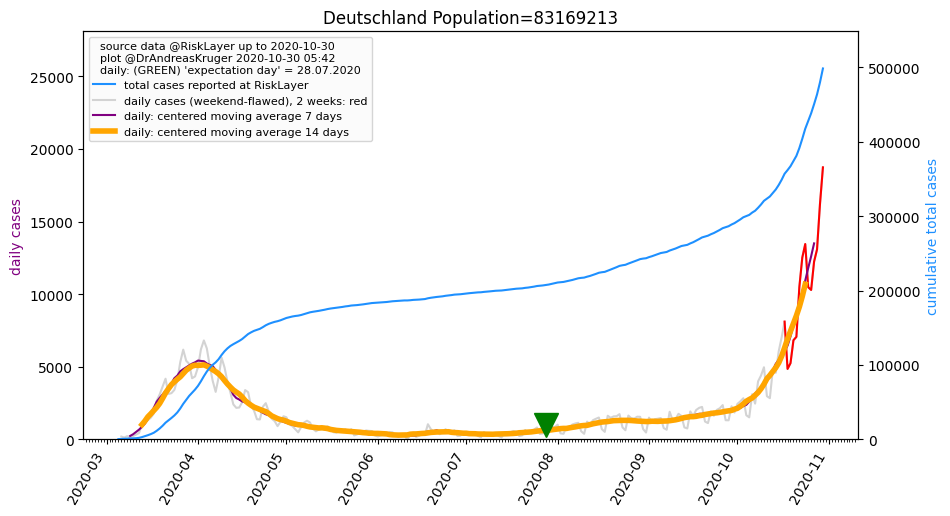 Deutschland Population=83169213
source data @RiskLayer up to 2020-10-30
plot @DrAndreasKruger 2020-10-30 05:42
daily: (GREEN) 'expectation day' = 28.07.2020
total cases reported at RiskLayer
daily cases (weekend-flawed), 2 weeks: red
daily: centered moving average 7 days
daily: centered moving average 14 days
daily cases
25000
20000
15000
10000
5000
0
500000
400000
300000
200000
100000
0
cumulative total cases
2020-03
2020-04
2020-05
2020-06
2020-07
2020-08
2020-09
2020-10
2020-11